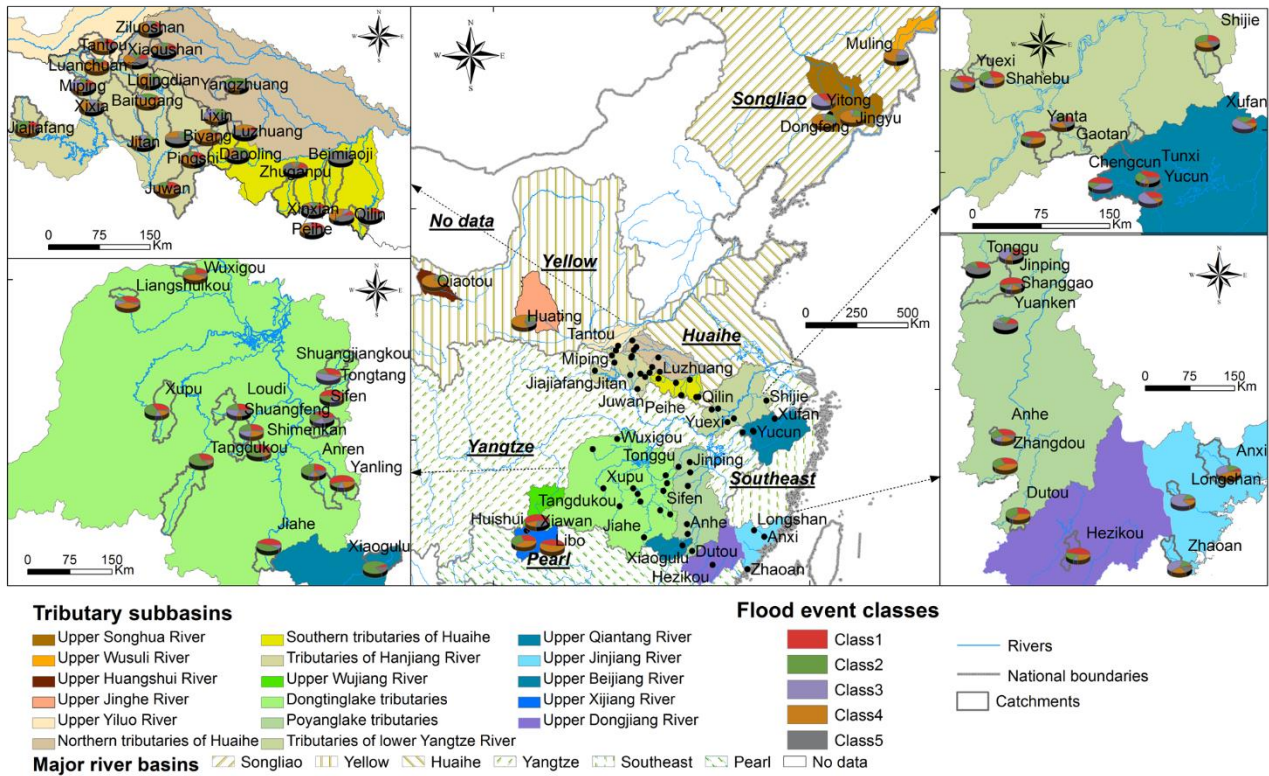 Ziluoshan
Tantou
Xiagushan
Luanchuan
Miping
Liqingdian
Yangzhuang
Xixia
Baitugang
Lixin
Jiajiafang
Luzhuang
Jitan
Biyang
Pingshi
Dapoling
Beimiaoji
Zhuganpu
Juwan
Xinxian
Qilin
Peihe
0 75 150
Km
N
W E
S
Wuxigou
Liangshuikou
Shuangjiangkou
Tongtang
Xupu
Loudi
Sifen
Shuangfeng
Shimenkan
Tangdukou
Anren
Yanling
Jiahe
Xiaogulu
0 75 150
Km
N
W E
S
N
W E
S
Muling
Songliao
Yitong
Dongfeng
Jingyu
No data
Yellow
Qiaotou
Huating
0 250 500
Km
Tantou
Huaihe
Miping
Luzhuang
Jiajiafang
Jitan
Juwan
Qilin
Shijie
Peihe
Xufan
Yuexi
Yucun
Yangtze
Wuxigou
Tonggu
Jinping
Xupu
Southeast
Tangdukou
Sifen
Huishui
Xiawan
Jiahe
Anhe
Longshan
Libo
Anxi
Pearl
Xiaogulu
Dutou
Hezikou
Zhaoan
N
W E
S
Shijie
Yuexi
Shahebu
Xufan
Yanta
Gaotan
Tunxi
Chengcun
Yucun
0 75 150
Km
Tonggu
Jinping
Shanggao
Yuanken
N
W E
S
0 75 150
Km
Anhe
Zhangdou
Anxi
Longshan
Dutou
Hezikou
Zhaoan
Tributary subbasins
Upper Songhua River
Upper Wusuli River
Upper Huangshui River
Upper Jinghe River
Upper Yiluo River
Northern tributaries of Huaihe
Southern tributaries of Huaihe
Tributaries of Hanjiang River
Upper Wujiang River
Dongtinglake tributaries
Poyanglake tributaries
Tributaries of lower Yangtze River
Upper Qiantang River
Upper Jinjiang River
Upper Beijiang River
Upper Xijiang River
Upper Dongjiang River
Flood event classes
Class1
Class2
Class3
Class4
Class5
Rivers
National boundaries
Catchments
Major river basins Songliao Yellow Huaihe Yangtze Southeast Pearl No data